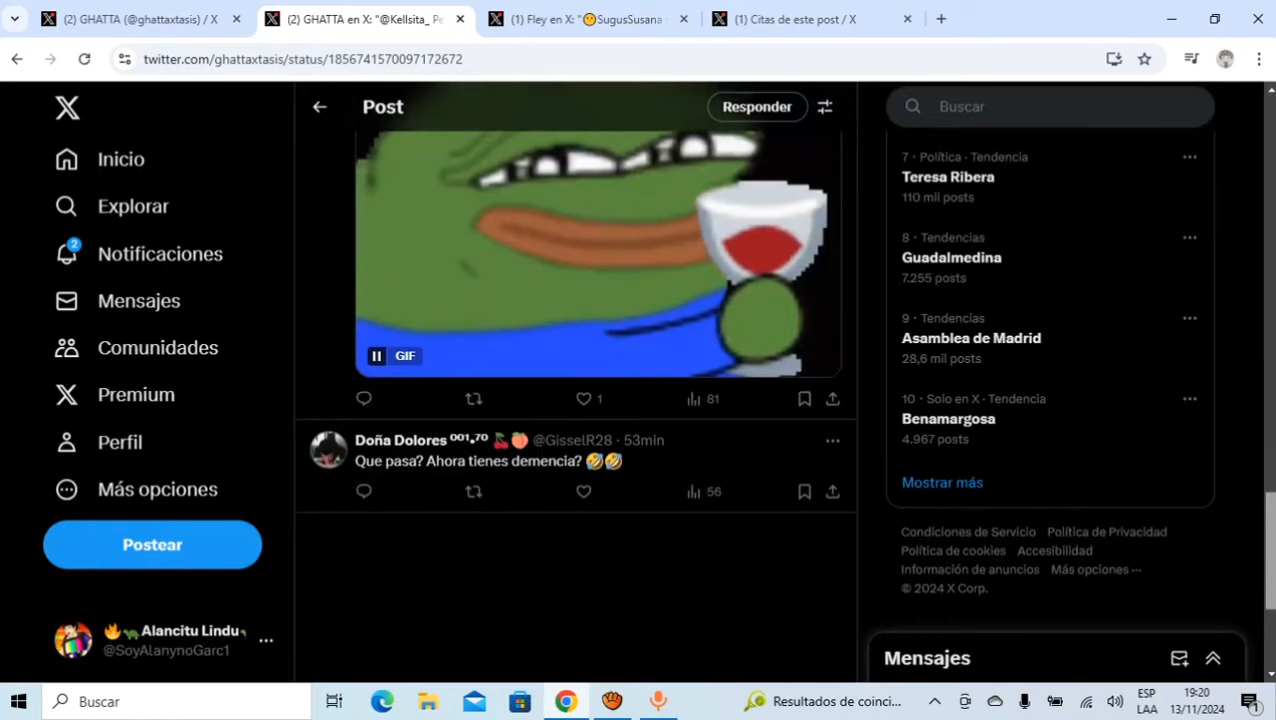 (2) GHATTA (@ghattaxtasis) / X
(2) GHATTA en X: "@Kellsita_ Pe
(1) Fley en X: "😶SugusSusana
(1) Citas de este post / X
twitter.com/ghattaxtasis/status/1856741570097172672
Inicio
Explorar
2
Notificaciones
Mensajes
Comunidades
Premium
Perfil
Más opciones
Postear
🔥🦖Alancitu Lindu
@SoyAlanynoGarc1
Post
Responder
GIF
1
81
Doña Dolores ⁰⁰¹·⁷⁰ 🍒🍑 @GisselR28 · 53min
Que pasa? Ahora tienes demencia? 🤣🤣
56
Buscar
7 · Política · Tendencia
Teresa Ribera
110 mil posts
8 · Tendencias
Guadalmedina
7.255 posts
9 · Tendencias
Asamblea de Madrid
28,6 mil posts
10 · Solo en X · Tendencia
Benamargosa
4.967 posts
Mostrar más
Condiciones de Servicio Política de Privacidad
Política de cookies Accesibilidad
Información de anuncios Más opciones ···
© 2024 X Corp.
Mensajes
Buscar
Resultados de coinci...
ESP
LAA
19:20
13/11/2024
1